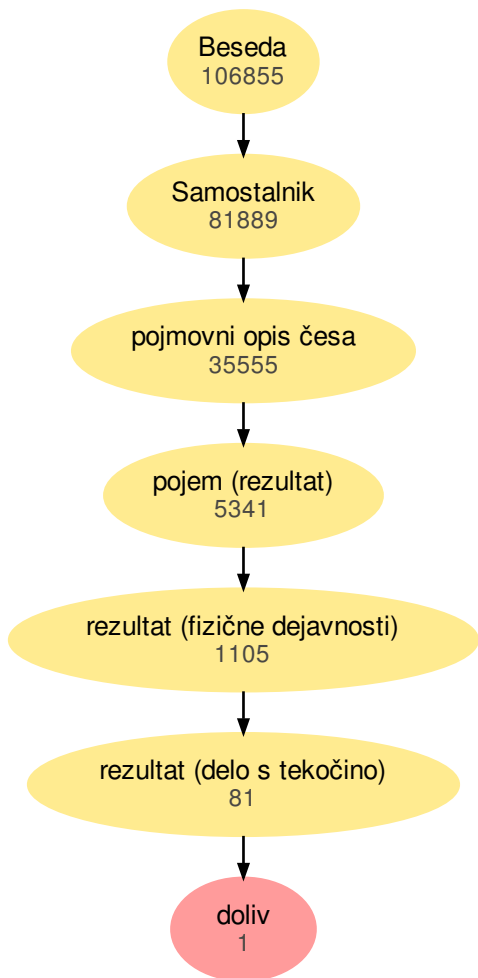 Beseda
106855
Samostalnik
81889
pojmovni opis česa
35555
pojem (rezultat)
5341
rezultat (fizične dejavnosti)
1105
rezultat (delo s tekočino)
81
doliv
1